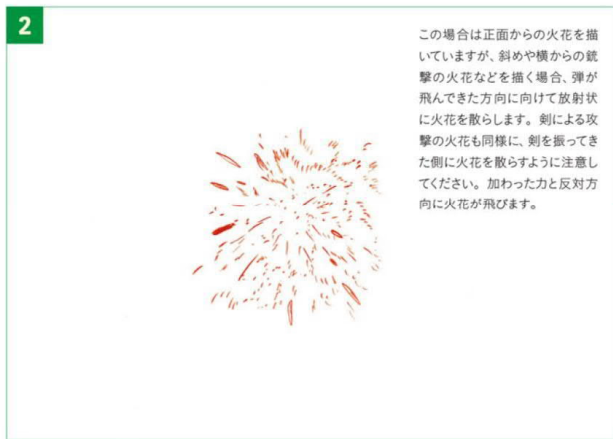 2
この場合は正面からの火花を描
いていますが、斜めや横からの銃
撃の火花などを描く場合、弾が
飛んできた方向に向けて放射状
に火花を散らします。剣による攻
撃の火花も同様に、剣を振ってき
た側に火花を散らすように注意し
てください。加わった力と反対方
向に火花が飛びます。